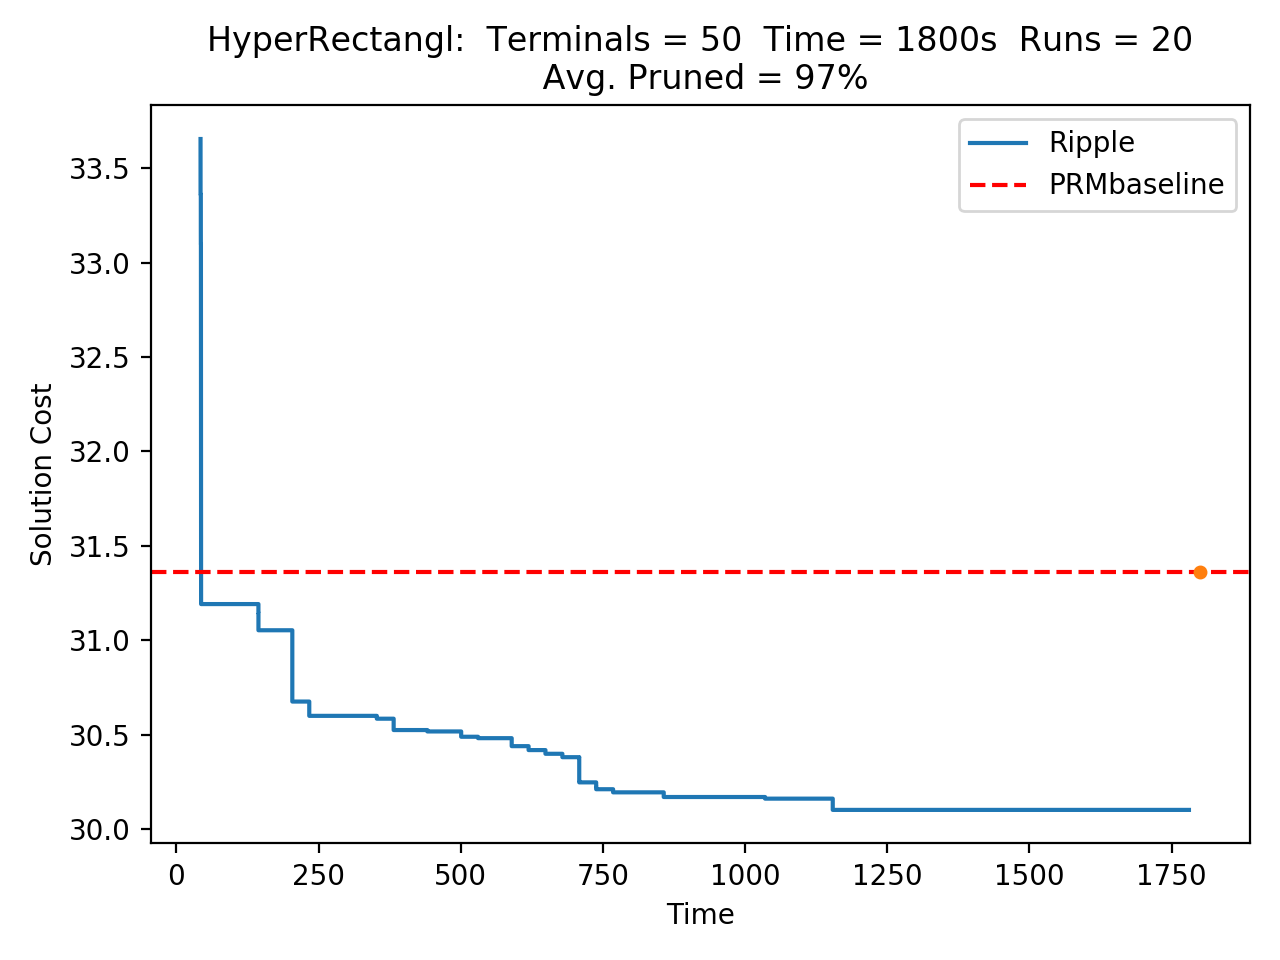 HyperRectangl:  Terminals = 50  Time = 1800s  Runs = 20
Avg. Pruned = 97%
Ripple
PRMbaseline
Solution Cost
33.5
33.0
32.5
32.0
31.5
31.0
30.5
30.0
0 250 500 750 1000 1250 1500 1750
Time